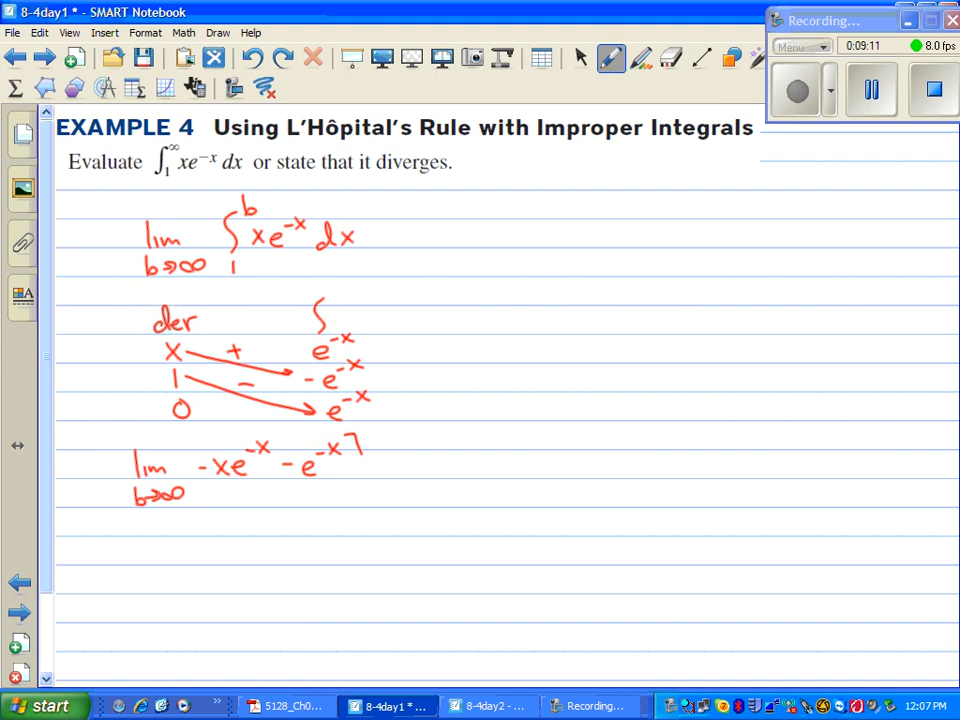 8-4day1 * - SMART Notebook
Recording...
File Edit View Insert Format Math Draw Help
Menu 0:09:11 8.0 fps
EXAMPLE 4 Using L'Hôpital's Rule with Improper Integrals
Evaluate ∫₁^∞ xe⁻ˣ dx or state that it diverges.
lim b→∞ ∫₁ᵇ xe⁻ˣ dx
der ∫
x + e⁻ˣ
1 − -e⁻ˣ
0 e⁻ˣ
lim b→∞ -xe⁻ˣ - e⁻ˣ ]
start 5128_Ch0... 8-4day1 * ... 8-4day2 - ... Recording... 12:07 PM